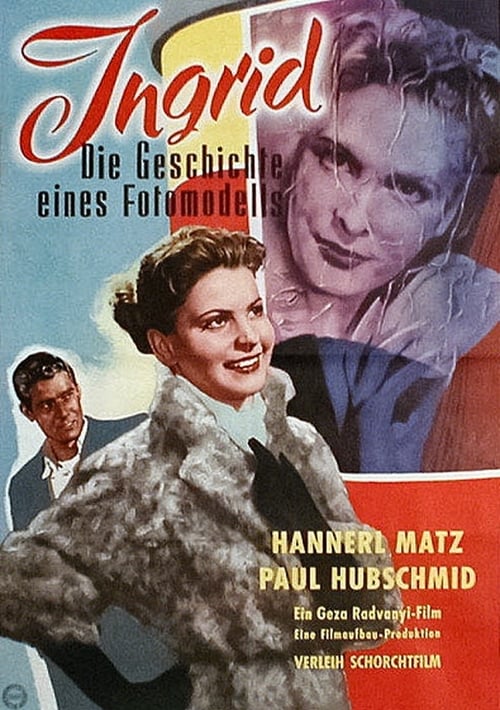 Ingrid
Die Geschichte
eines Fotomodells
HANNERL MATZ
PAUL HUBSCHMID
Ein Geza Radvanyi-Film
Eine Filmaufbau-Produktion
VERLEIH SCHORCHTFILM